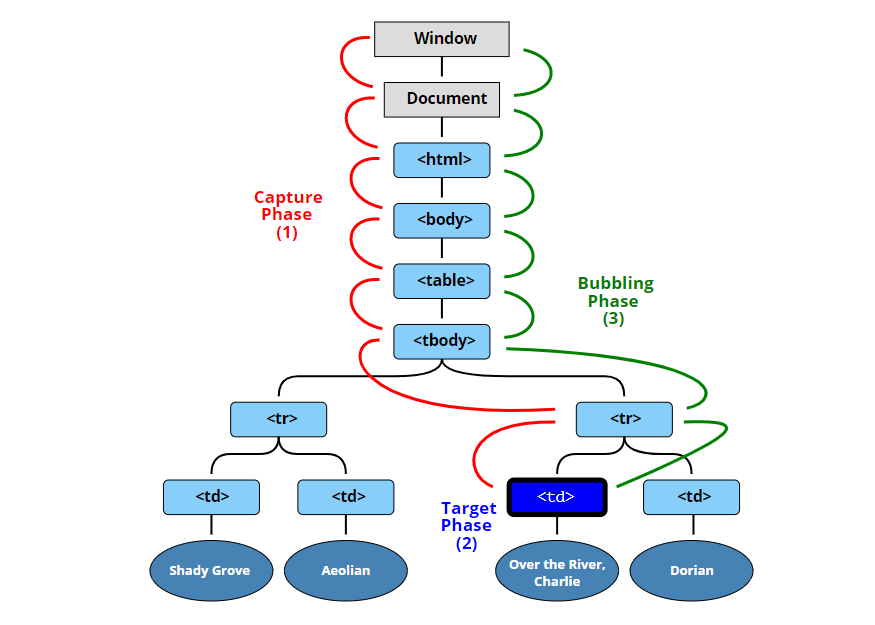 Window
Document
<html>
Capture
Phase
(1)
<body>
<table>
Bubbling
Phase
(3)
<tbody>
<tr>
<tr>
<td>
<td>
<td>
<td>
Target
Phase
(2)
Shady Grove
Aeolian
Over the River,
Charlie
Dorian